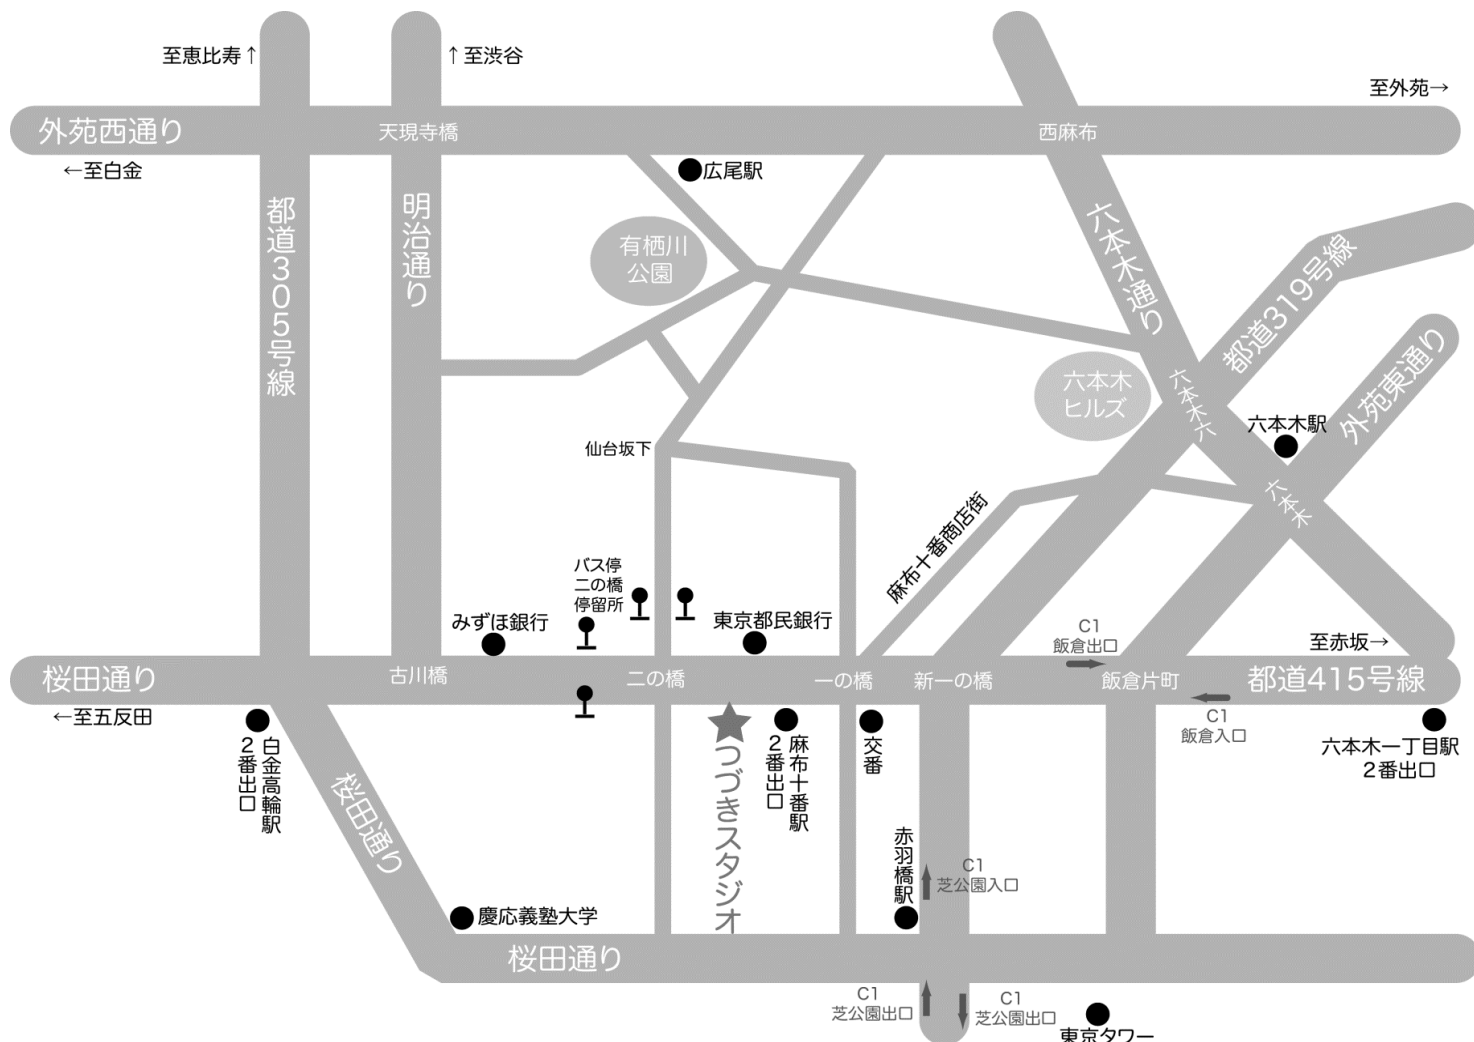 至恵比寿↑
↑至渋谷
至外苑→
外苑西通り
天現寺橋
西麻布
←至白金
広尾駅
都道305号線
明治通り
有栖川
公園
六本木通り
都道319号線
外苑東通り
六本木
ヒルズ
六本木六
六本木駅
六本木
仙台坂下
麻布十番商店街
バス停
二の橋
停留所
みずほ銀行
東京都民銀行
C1
飯倉出口
至赤坂→
桜田通り
古川橋
二の橋
一の橋
新一の橋
飯倉片町
都道415号線
←至五反田
C1
飯倉入口
白金高輪駅
2番出口
つづきスタジオ
麻布十番駅
2番出口
交番
六本木一丁目駅
2番出口
桜田通り
赤羽橋駅
C1
芝公園入口
慶応義塾大学
桜田通り
C1
芝公園出口
C1
芝公園出口
東京タワー